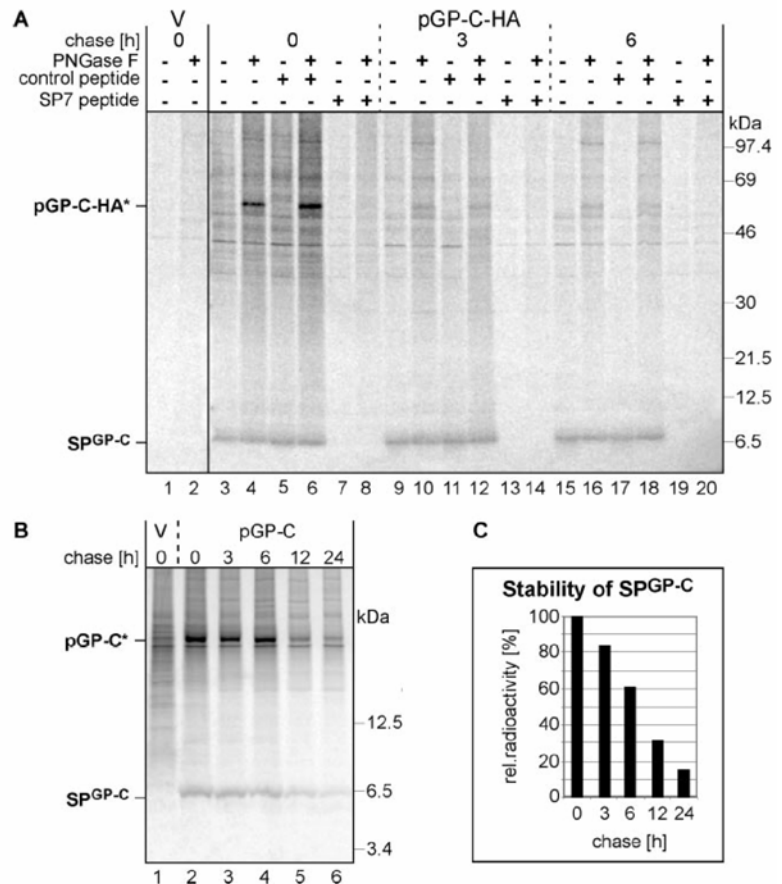 A V pGP-C-HA
chase [h] 0 0 3 6
PNGase F - + - + - + - + - + - + - + - + - + - +
control peptide - - - - + + - - - - + + - - - - + + - -
SP7 peptide - - - - - - + + - - - - + + - - - - + +
kDa
97.4
pGP-C-HA*
69
46
30
21.5
12.5
SPGP-C
6.5
1 2 3 4 5 6 7 8 9 10 11 12 13 14 15 16 17 18 19 20
B V pGP-C
chase [h] 0 0 3 6 12 24
kDa
pGP-C*
12.5
6.5
SPGP-C
3.4
1 2 3 4 5 6
C
Stability of SPGP-C
rel.radioactivity [%]
100
80
60
40
20
0
0 3 6 12 24
chase [h]